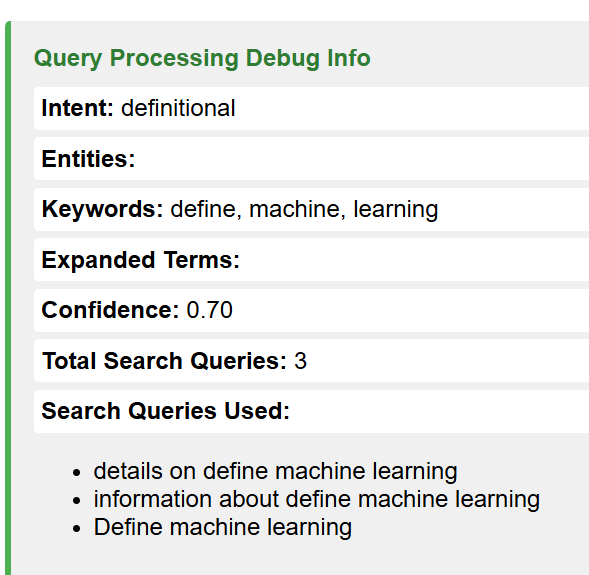 Query Processing Debug Info
Intent: definitional
Entities:
Keywords: define, machine, learning
Expanded Terms:
Confidence: 0.70
Total Search Queries: 3
Search Queries Used:
• details on define machine learning
• information about define machine learning
• Define machine learning